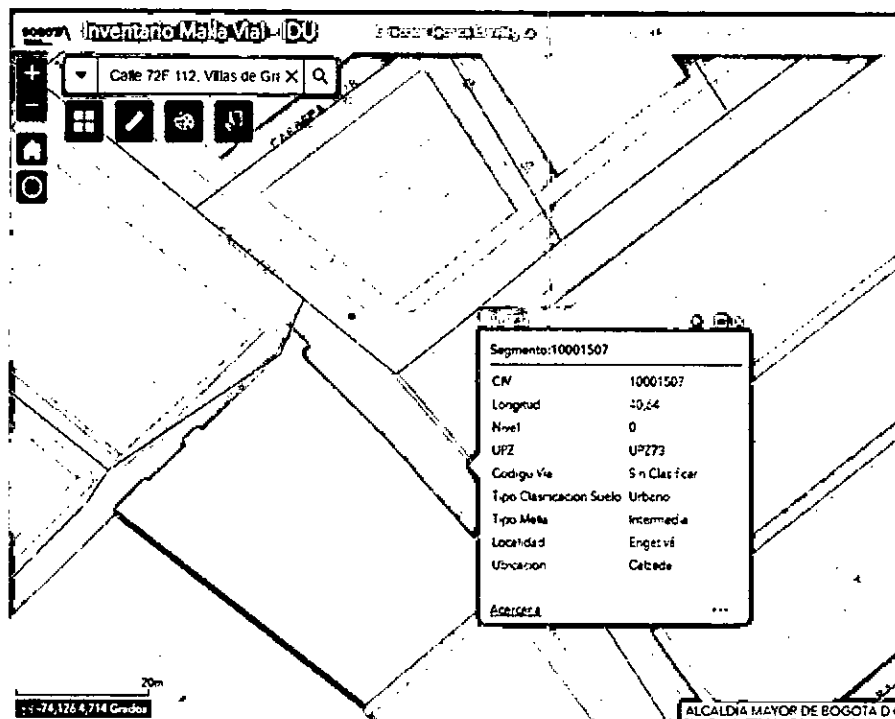 BOGOTÁ Inventario Malla Vial - IDU
Calle 72F 112, Villas de Gra
CARRERA
Segmento:10001507
CIV 10001507
Longitud 40,64
Nivel 0
UPZ UPZ73
Codigo Via Sin Clasificar
Tipo Clasificacion Suelo Urbano
Tipo Malla Intermedia
Localidad Engativá
Ubicacion Calzada
Acercar a
...
20m
-74,126 4,714 Grados
ALCALDIA MAYOR DE BOGOTA D